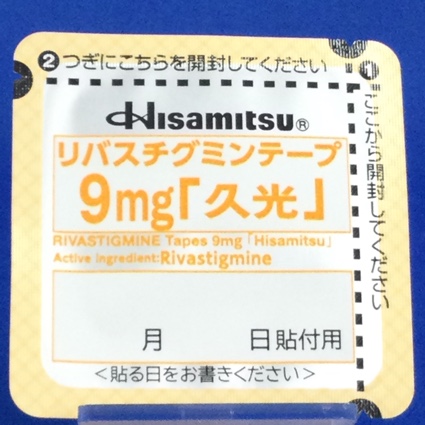 ②つぎにこちらを開封してください
①ここから開封してください
Hisamitsu®
リバスチグミンテープ
9mg「久光」
RIVASTIGMINE Tapes 9mg「Hisamitsu」
Active ingredient:Rivastigmine
月 日貼付用
＜貼る日をお書きください＞